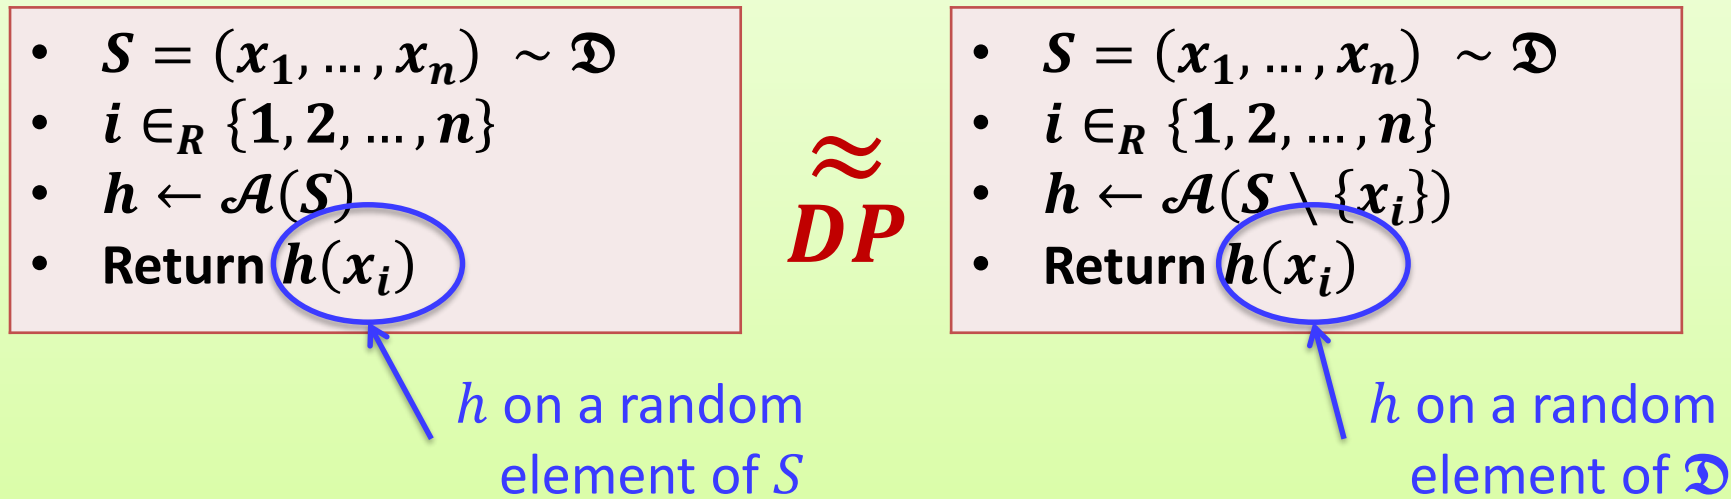 • 𝑺 = (𝒙₁, … , 𝒙ₙ) ~ 𝕯
• 𝒊 ∈_R {𝟏, 𝟐, … , 𝒏}
• 𝒉 ← 𝓐(𝑺)
• Return 𝒉(𝒙ᵢ)
≈
DP
• 𝑺 = (𝒙₁, … , 𝒙ₙ) ~ 𝕯
• 𝒊 ∈_R {𝟏, 𝟐, … , 𝒏}
• 𝒉 ← 𝓐(𝑺 \ {𝒙ᵢ})
• Return 𝒉(𝒙ᵢ)
ℎ on a random
element of 𝑆
ℎ on a random
element of 𝕯